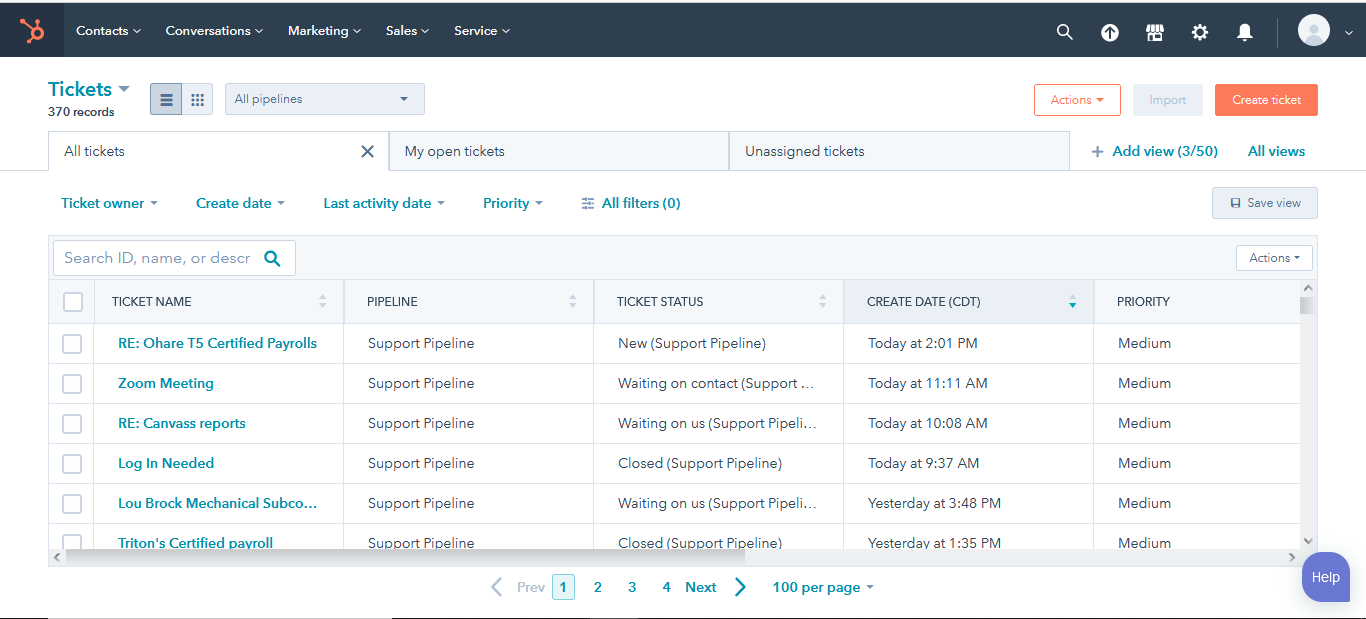 Contacts Conversations Marketing Sales Service
Tickets
370 records
All pipelines
Actions Import Create ticket
All tickets My open tickets Unassigned tickets + Add view (3/50) All views
Ticket owner Create date Last activity date Priority All filters (0) Save view
Search ID, name, or descr Actions
TICKET NAME PIPELINE TICKET STATUS CREATE DATE (CDT) PRIORITY
RE: Ohare T5 Certified Payrolls Support Pipeline New (Support Pipeline) Today at 2:01 PM Medium
Zoom Meeting Support Pipeline Waiting on contact (Support ... Today at 11:11 AM Medium
RE: Canvass reports Support Pipeline Waiting on us (Support Pipeli... Today at 10:08 AM Medium
Log In Needed Support Pipeline Closed (Support Pipeline) Today at 9:37 AM Medium
Lou Brock Mechanical Subco... Support Pipeline Waiting on us (Support Pipeli... Yesterday at 3:48 PM Medium
Triton's Certified payroll Support Pipeline Closed (Support Pipeline) Yesterday at 1:35 PM Medium
Prev 1 2 3 4 Next 100 per page
Help